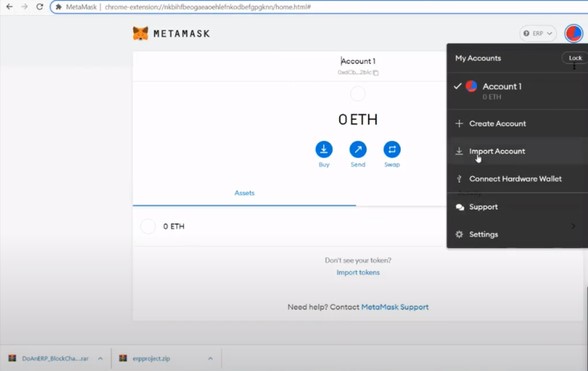 MetaMask | chrome-extension://nkbihfbeogaeaoehlefnkodbefgpgknn/home.html#
METAMASK
ERP
Account 1
0 ETH
Buy
Send
Swap
Assets
0 ETH
Don't see your token?
Import tokens
Need help? Contact MetaMask Support
My Accounts
Lock
Account 1
0 ETH
Create Account
Import Account
Connect Hardware Wallet
Support
Settings
DoAnERP_BlockCha....rar
erpproject.zip